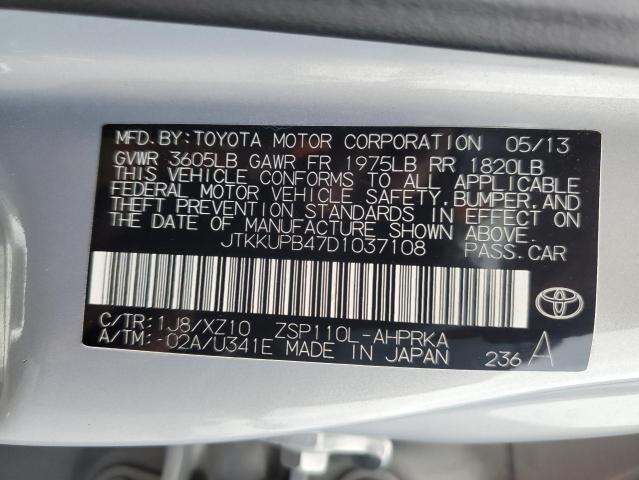 MFD.BY:TOYOTA MOTOR CORPORATION 05/13
GVWR 3605LB GAWR FR 1975LB RR 1820LB
THIS VEHICLE CONFORMS TO ALL APPLICABLE
FEDERAL MOTOR VEHICLE SAFETY, BUMPER, AND
THEFT PREVENTION STANDARDS IN EFFECT ON
THE DATE OF MANUFACTURE SHOWN ABOVE.
JTKKUPB47D1037108 PASS.CAR
C/TR:1J8/XZ10 ZSP110L-AHPRKA
A/TM:-02A/U341E MADE IN JAPAN 236 A